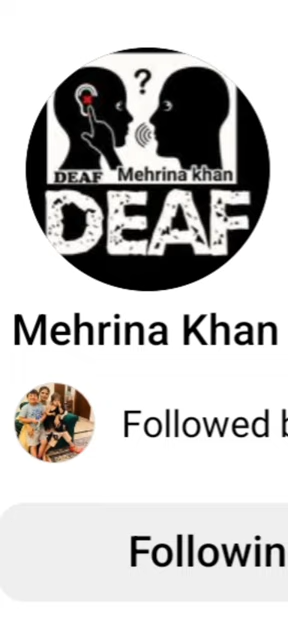 ?
DEAF Mehrina khan
DEAF
Mehrina Khan
Followed
Followin